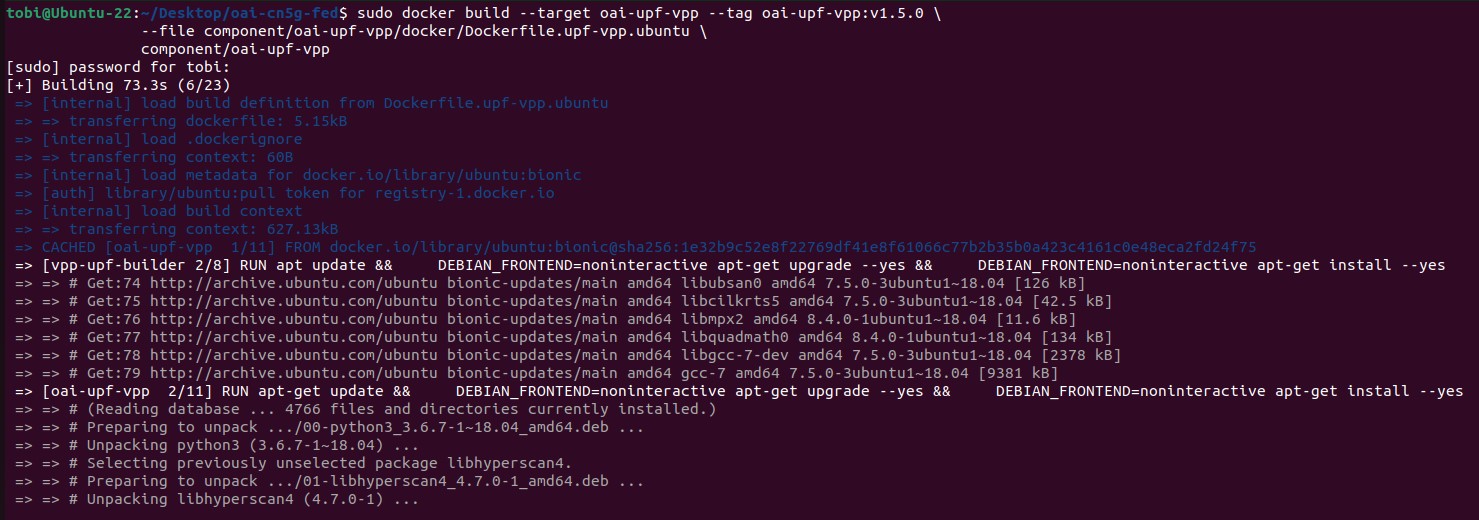 tobi@Ubuntu-22:~/Desktop/oai-cn5g-fed$ sudo docker build --target oai-upf-vpp --tag oai-upf-vpp:v1.5.0 \
               --file component/oai-upf-vpp/docker/Dockerfile.upf-vpp.ubuntu \
               component/oai-upf-vpp
[sudo] password for tobi:
[+] Building 73.3s (6/23)
 => [internal] load build definition from Dockerfile.upf-vpp.ubuntu
 => => transferring dockerfile: 5.15kB
 => [internal] load .dockerignore
 => => transferring context: 60B
 => [internal] load metadata for docker.io/library/ubuntu:bionic
 => [auth] library/ubuntu:pull token for registry-1.docker.io
 => [internal] load build context
 => => transferring context: 627.13kB
 => CACHED [oai-upf-vpp  1/11] FROM docker.io/library/ubuntu:bionic@sha256:1e32b9c52e8f22769df41e8f61066c77b2b35b0a423c4161c0e48eca2fd24f75
 => [vpp-upf-builder 2/8] RUN apt update &&     DEBIAN_FRONTEND=noninteractive apt-get upgrade --yes &&     DEBIAN_FRONTEND=noninteractive apt-get install --yes
 => => # Get:74 http://archive.ubuntu.com/ubuntu bionic-updates/main amd64 libubsan0 amd64 7.5.0-3ubuntu1~18.04 [126 kB]
 => => # Get:75 http://archive.ubuntu.com/ubuntu bionic-updates/main amd64 libcilkrts5 amd64 7.5.0-3ubuntu1~18.04 [42.5 kB]
 => => # Get:76 http://archive.ubuntu.com/ubuntu bionic-updates/main amd64 libmpx2 amd64 8.4.0-1ubuntu1~18.04 [11.6 kB]
 => => # Get:77 http://archive.ubuntu.com/ubuntu bionic-updates/main amd64 libquadmath0 amd64 8.4.0-1ubuntu1~18.04 [134 kB]
 => => # Get:78 http://archive.ubuntu.com/ubuntu bionic-updates/main amd64 libgcc-7-dev amd64 7.5.0-3ubuntu1~18.04 [2378 kB]
 => => # Get:79 http://archive.ubuntu.com/ubuntu bionic-updates/main amd64 gcc-7 amd64 7.5.0-3ubuntu1~18.04 [9381 kB]
 => [oai-upf-vpp  2/11] RUN apt-get update &&     DEBIAN_FRONTEND=noninteractive apt-get upgrade --yes &&     DEBIAN_FRONTEND=noninteractive apt-get install --yes
 => => # (Reading database ... 4766 files and directories currently installed.)
 => => # Preparing to unpack .../00-python3_3.6.7-1~18.04_amd64.deb ...
 => => # Unpacking python3 (3.6.7-1~18.04) ...
 => => # Selecting previously unselected package libhyperscan4.
 => => # Preparing to unpack .../01-libhyperscan4_4.7.0-1_amd64.deb ...
 => => # Unpacking libhyperscan4 (4.7.0-1) ...